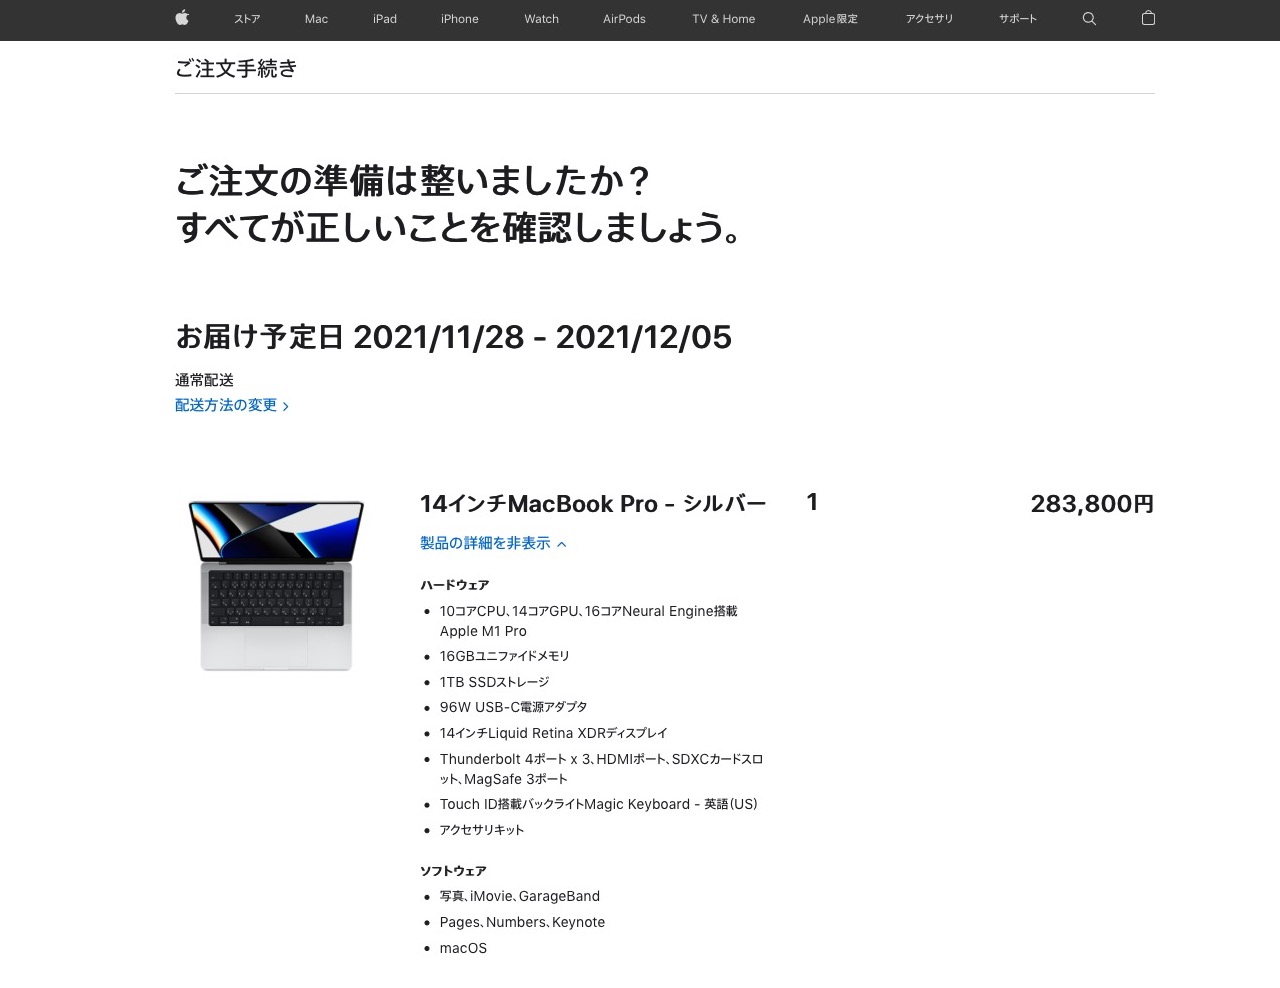 ストア Mac iPad iPhone Watch AirPods TV & Home Apple限定 アクセサリ サポート
ご注文手続き
ご注文の準備は整いましたか？
すべてが正しいことを確認しましょう。
お届け予定日 2021/11/28 - 2021/12/05
通常配送
配送方法の変更
14インチMacBook Pro - シルバー 1 283,800円
製品の詳細を非表示
ハードウェア
• 10コアCPU、14コアGPU、16コアNeural Engine搭載
Apple M1 Pro
• 16GBユニファイドメモリ
• 1TB SSDストレージ
• 96W USB-C電源アダプタ
• 14インチLiquid Retina XDRディスプレイ
• Thunderbolt 4ポート x 3、HDMIポート、SDXCカードスロ
ット、MagSafe 3ポート
• Touch ID搭載バックライトMagic Keyboard - 英語(US)
• アクセサリキット
ソフトウェア
• 写真、iMovie、GarageBand
• Pages、Numbers、Keynote
• macOS